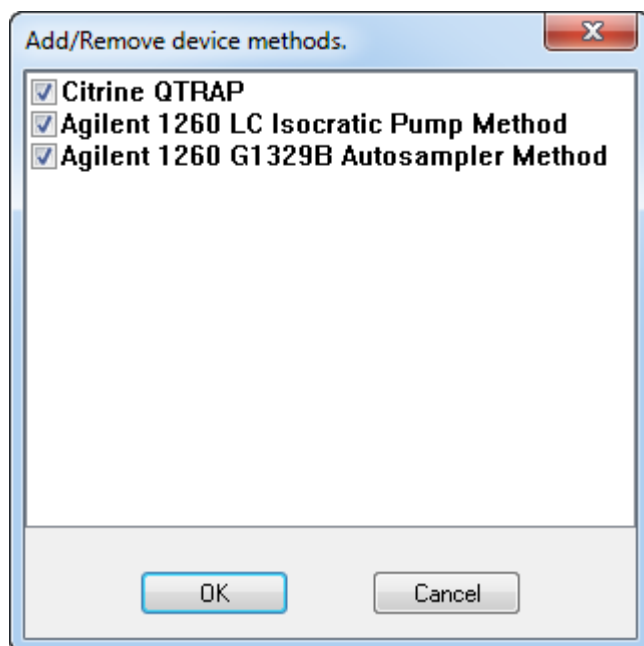 Add/Remove device methods.
Citrine QTRAP
Agilent 1260 LC Isocratic Pump Method
Agilent 1260 G1329B Autosampler Method
OK
Cancel